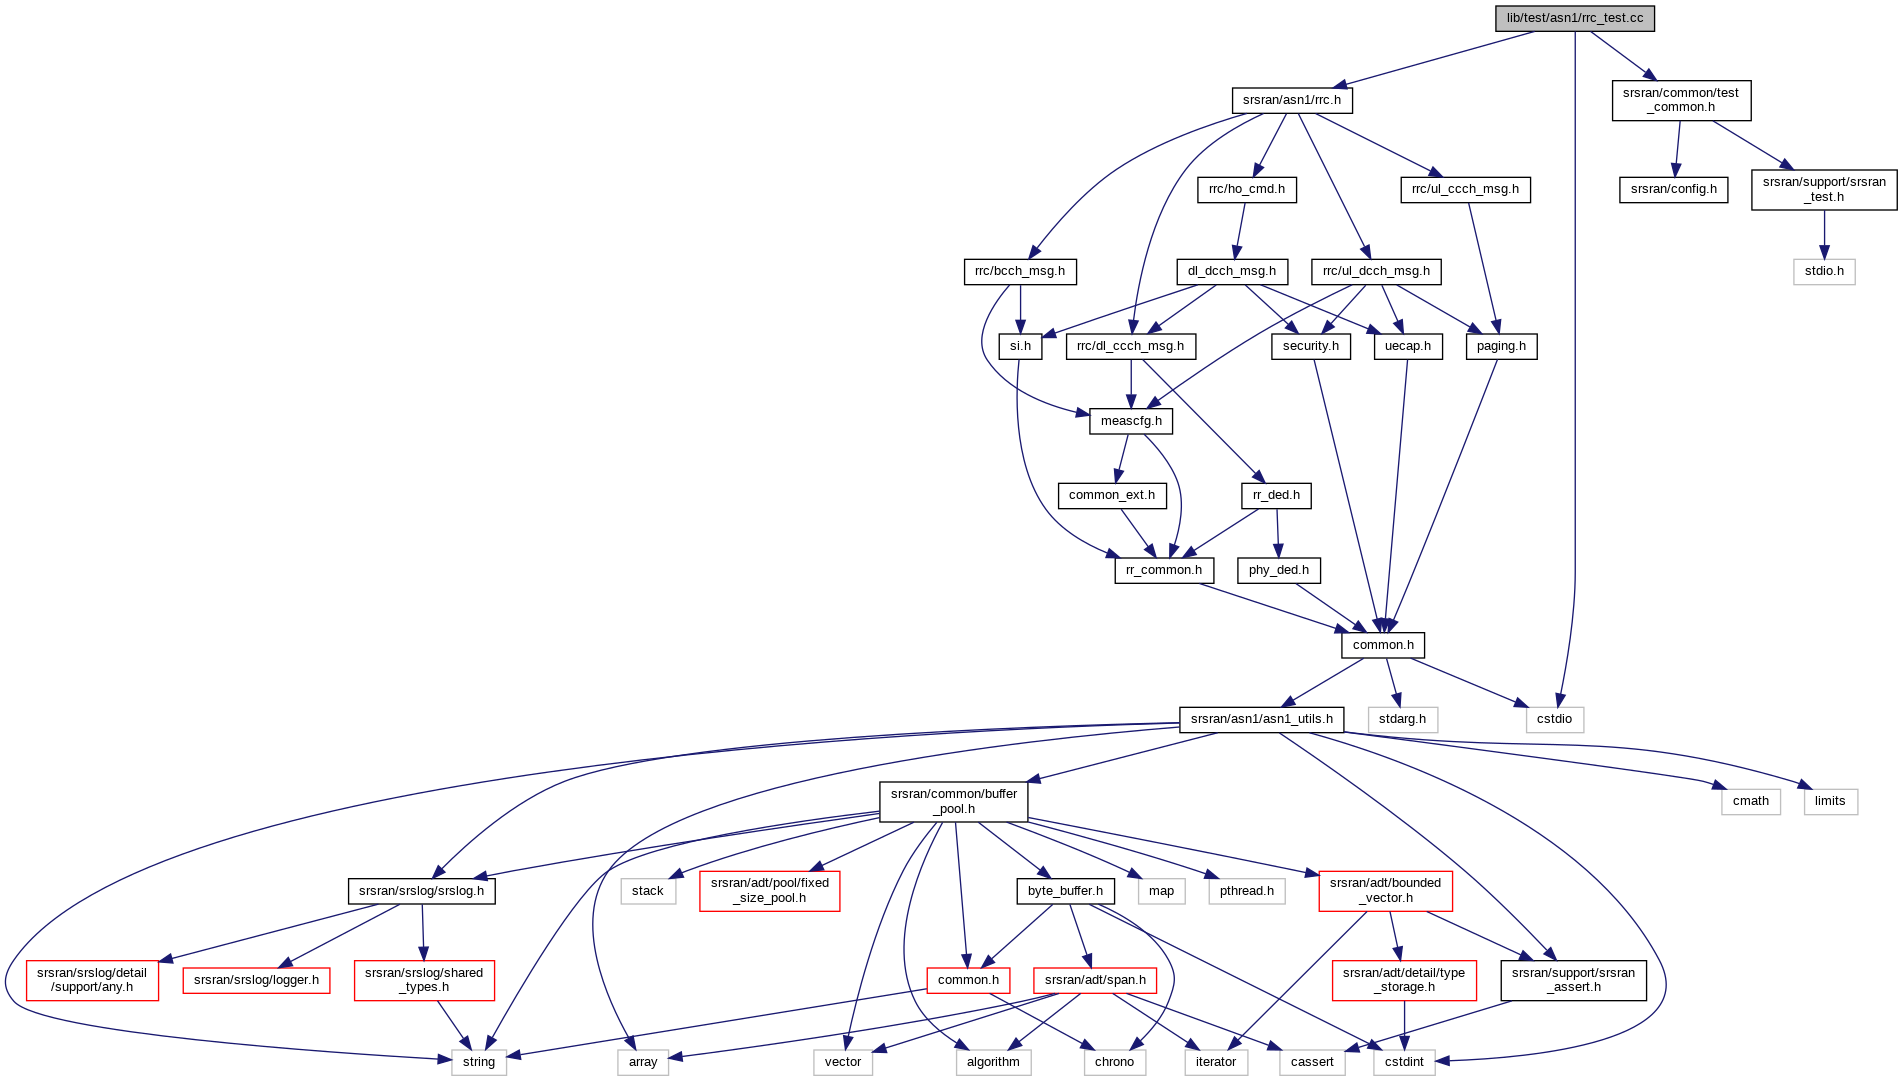 lib/test/asn1/rrc_test.cc
srsran/asn1/rrc.h
srsran/common/test
_common.h
rrc/ho_cmd.h
rrc/ul_ccch_msg.h
srsran/config.h
srsran/support/srsran
_test.h
rrc/bcch_msg.h
dl_dcch_msg.h
rrc/ul_dcch_msg.h
stdio.h
si.h
rrc/dl_ccch_msg.h
security.h
uecap.h
paging.h
meascfg.h
common_ext.h
rr_ded.h
rr_common.h
phy_ded.h
common.h
srsran/asn1/asn1_utils.h
stdarg.h
cstdio
srsran/common/buffer
_pool.h
cmath
limits
srsran/srslog/srslog.h
stack
srsran/adt/pool/fixed
_size_pool.h
byte_buffer.h
map
pthread.h
srsran/adt/bounded
_vector.h
srsran/srslog/detail
/support/any.h
srsran/srslog/logger.h
srsran/srslog/shared
_types.h
common.h
srsran/adt/span.h
srsran/adt/detail/type
_storage.h
srsran/support/srsran
_assert.h
string
array
vector
algorithm
chrono
iterator
cassert
cstdint